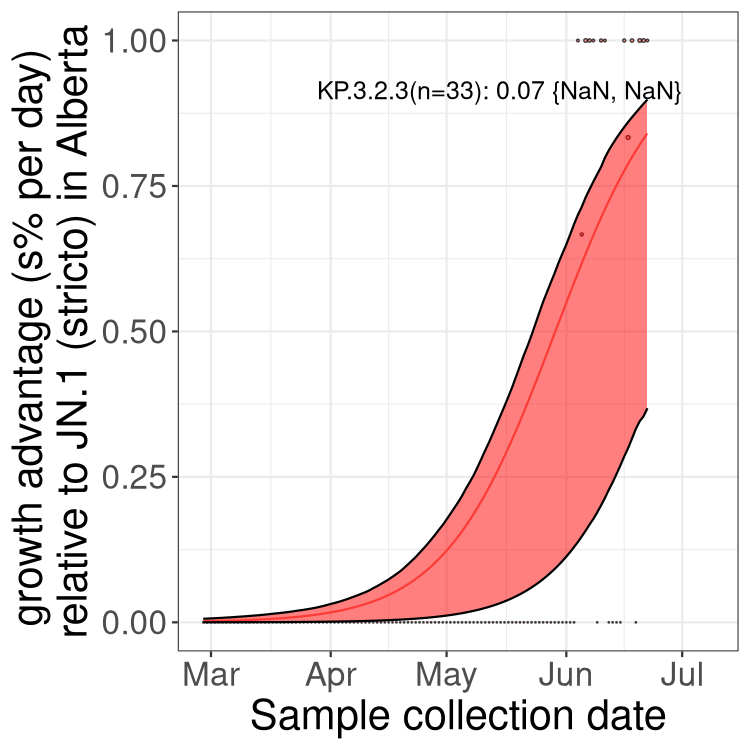 growth advantage (s% per day)
relative to JN.1 (stricto) in Alberta
1.00
0.75
0.50
0.25
0.00
KP.3.2.3(n=33): 0.07 {NaN, NaN}
Mar Apr May Jun Jul
Sample collection date